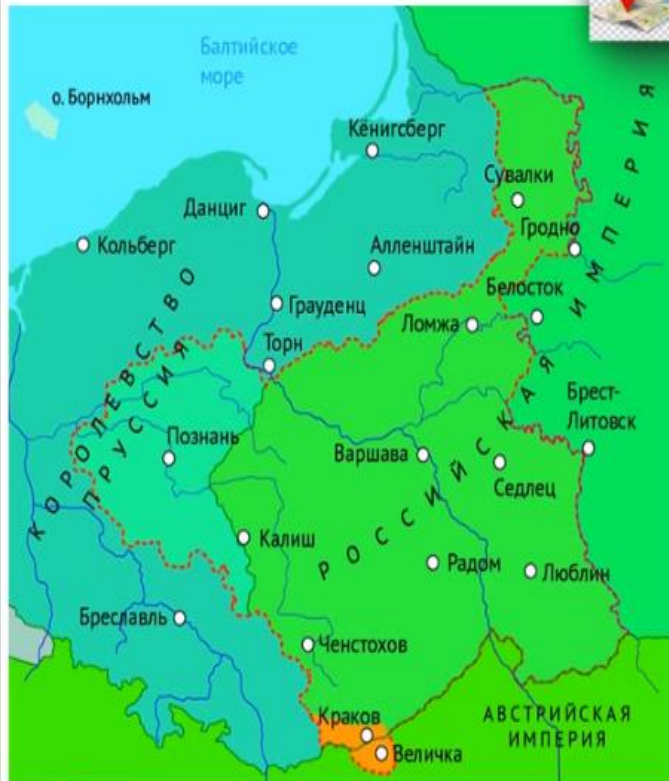 Балтийское
море
о. Борнхольм
Кёнигсберг
Сувалки
Данциг
Гродно
Кольберг
Алленштайн
Белосток
Грауденц
Ломжа
Торн
КОРОЛЕВСТВО
ПРУССИЯ
РОССИЙСКАЯ ИМПЕРИЯ
Брест-
Литовск
Познань
Варшава
Седлец
Калиш
Радом
Люблин
Бреславль
Ченстохов
Краков
АВСТРИЙСКАЯ
ИМПЕРИЯ
Величка